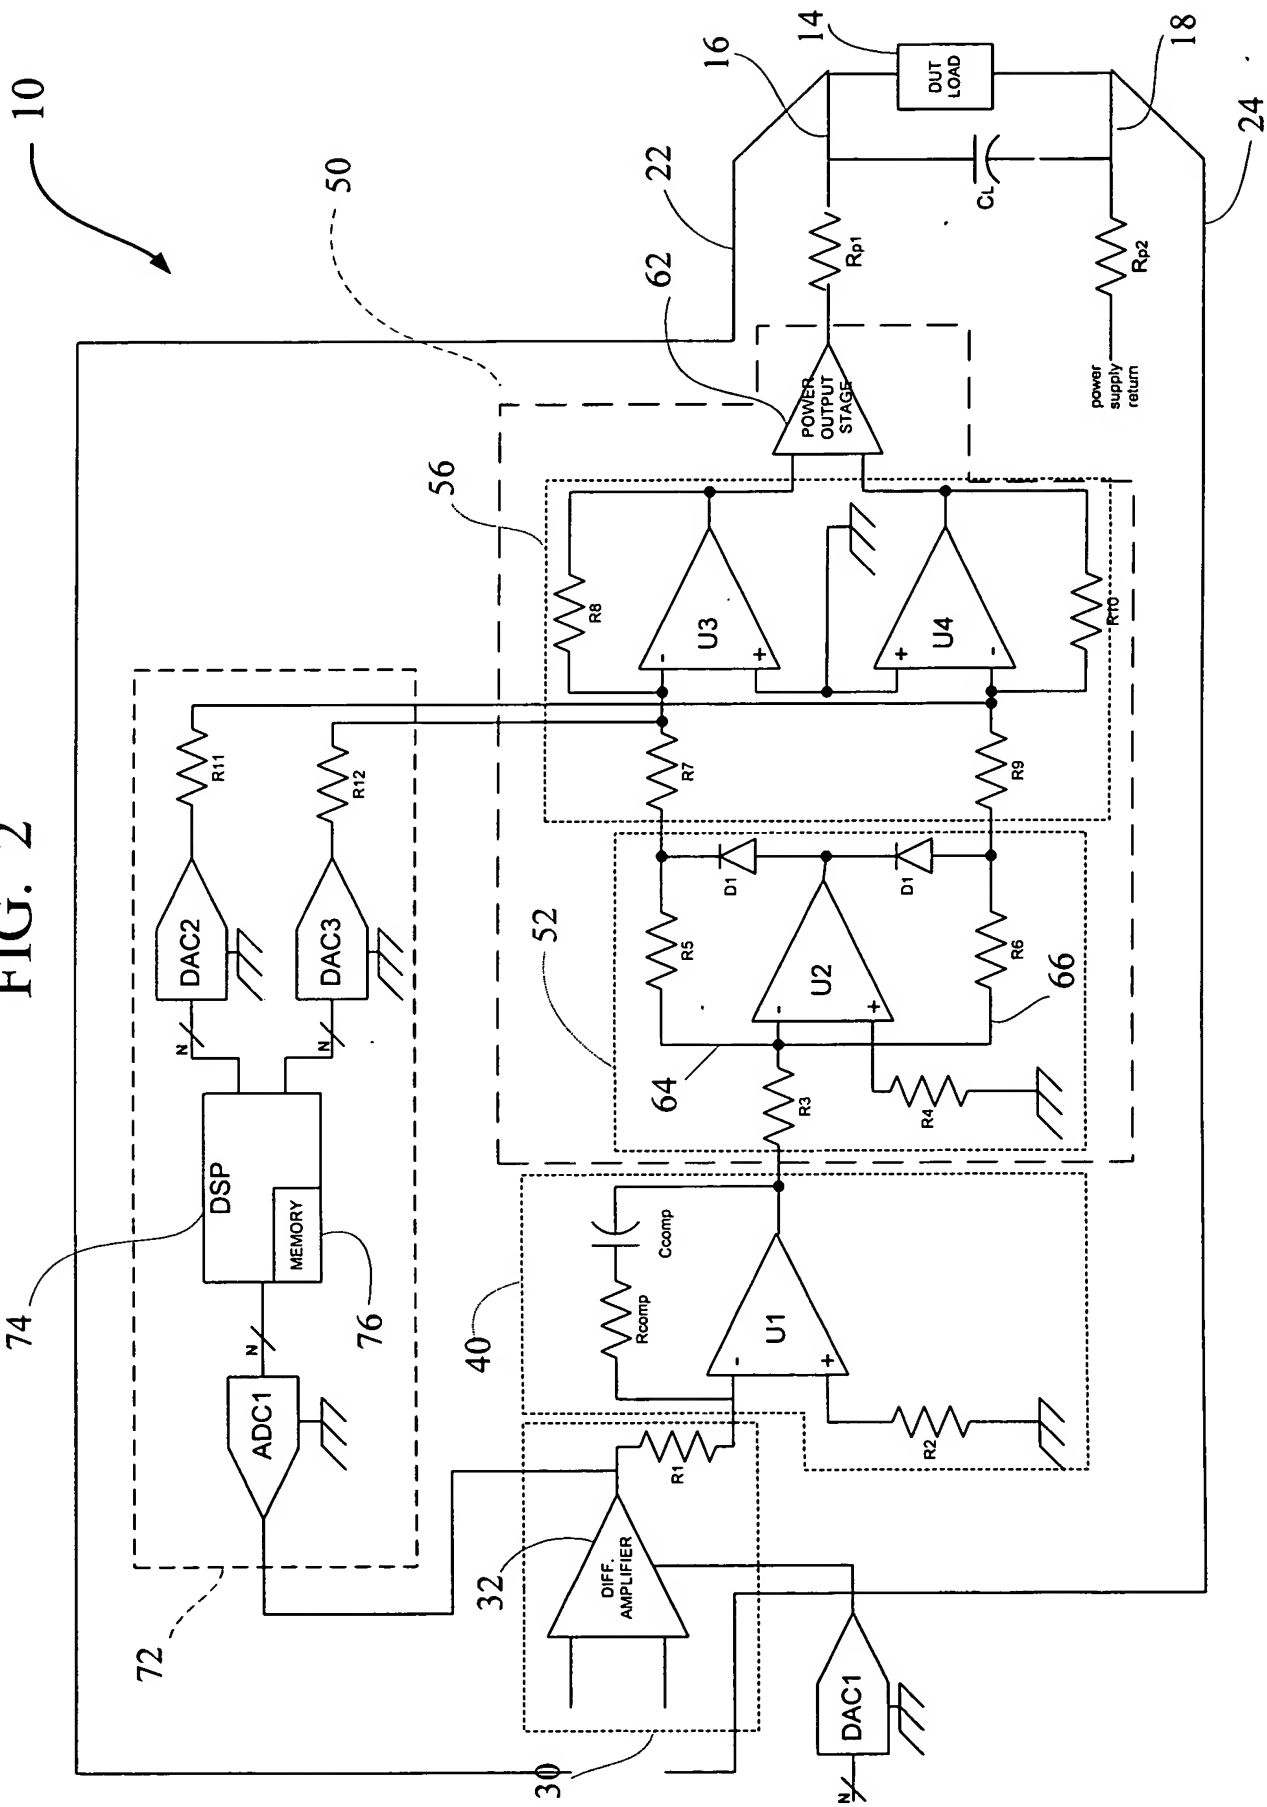 FIG. 2
10
74
DSP
MEMORY
76
72
ADC1
N
N
N
DAC2
DAC3
R11
R12
50
22
62
16
14
DUT
LOAD
18
24
CL
Rp1
Rp2
power
supply
return
POWER
OUTPUT
STAGE
56
R8
U3
-
+
U4
+
-
R10
R7
R9
52
R5
D1
D1
U2
-
+
R6
66
64
R3
R4
40
Ccomp
Rcomp
U1
-
+
R2
R1
32
DIFF.
AMPLIFIER
30
DAC1
N